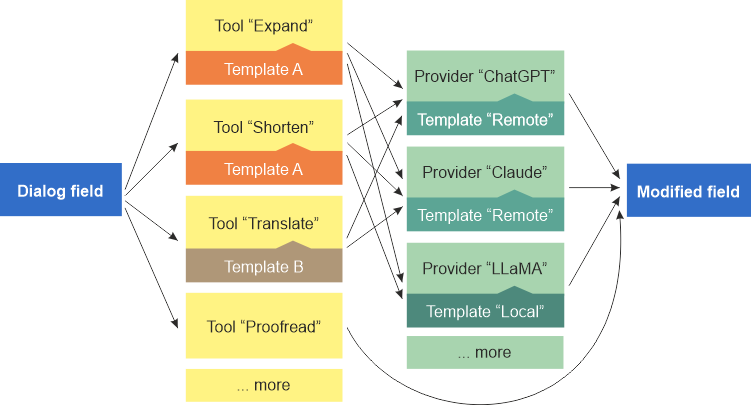 Dialog field
Tool “Expand”
Template A
Tool “Shorten”
Template A
Tool “Translate”
Template B
Tool “Proofread”
... more
Provider “ChatGPT”
Template “Remote”
Provider “Claude”
Template “Remote”
Provider “LLaMA”
Template “Local”
... more
Modified field